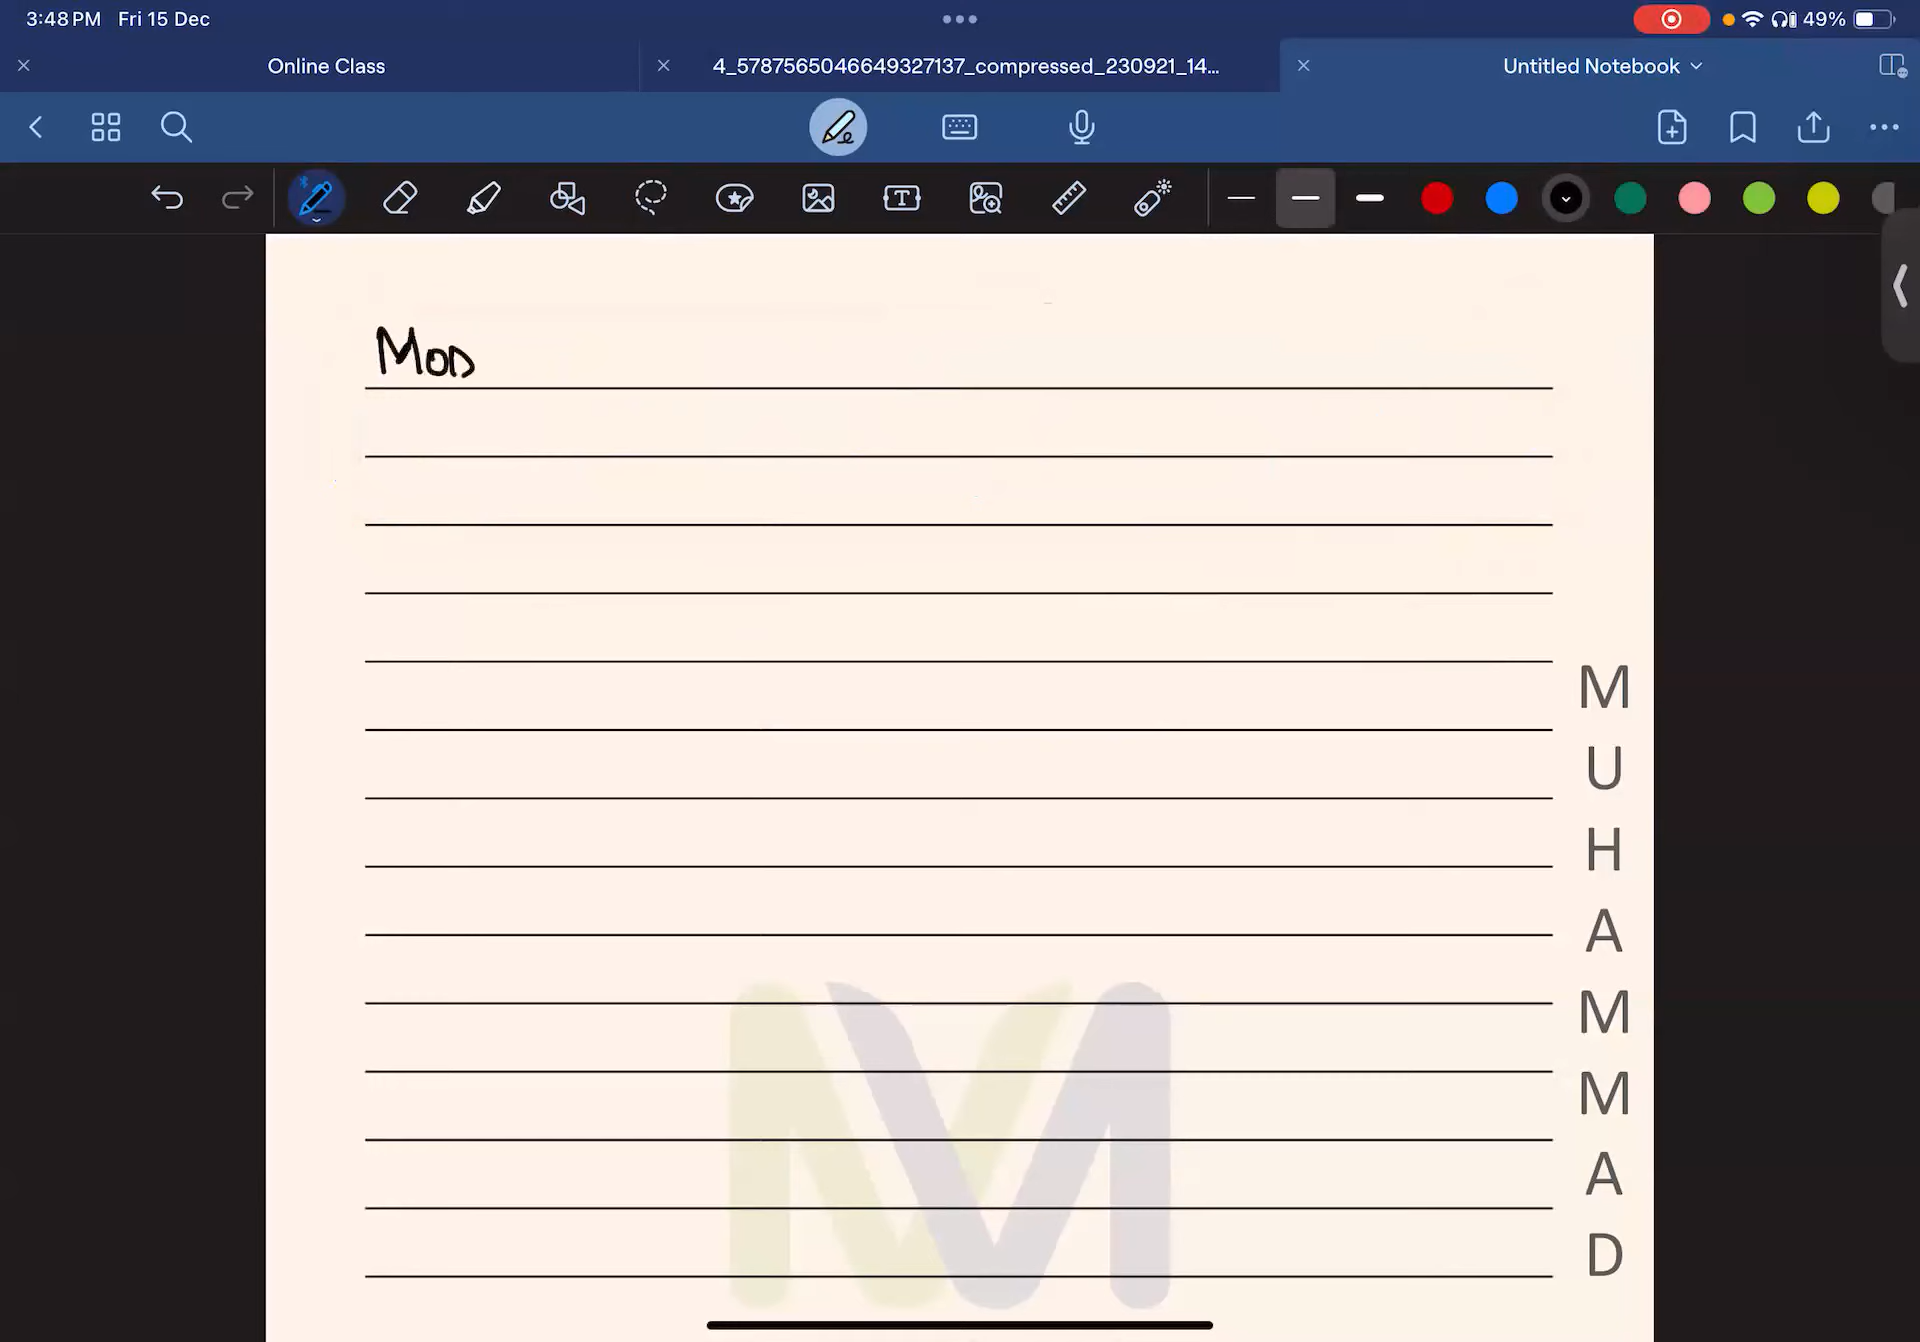 3:48 PM Fri 15 Dec
49%
Online Class
4_5787565046649327137_compressed_230921_14...
Untitled Notebook
MOD
M
U
H
A
M
M
A
D